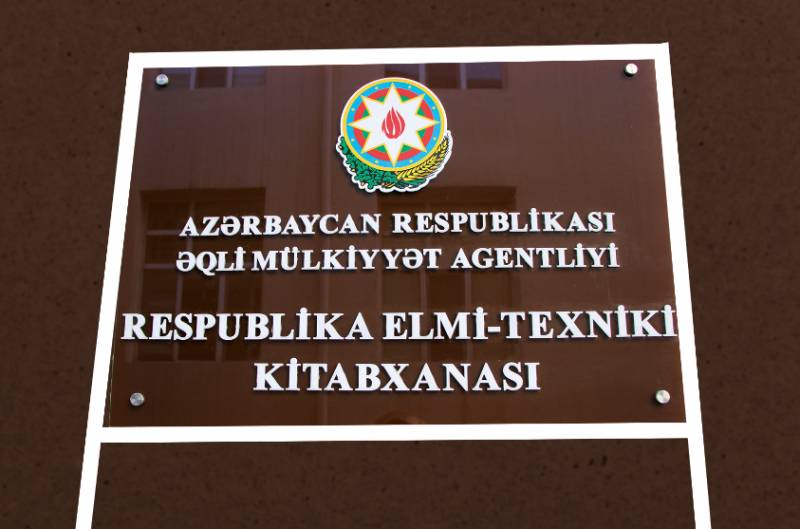 AZƏRBAYCAN RESPUBLİKASI
ƏQLİ MÜLKİYYƏT AGENTLİYİ
RESPUBLİKA ELMİ-TEXNİKİ
KİTABXANASI